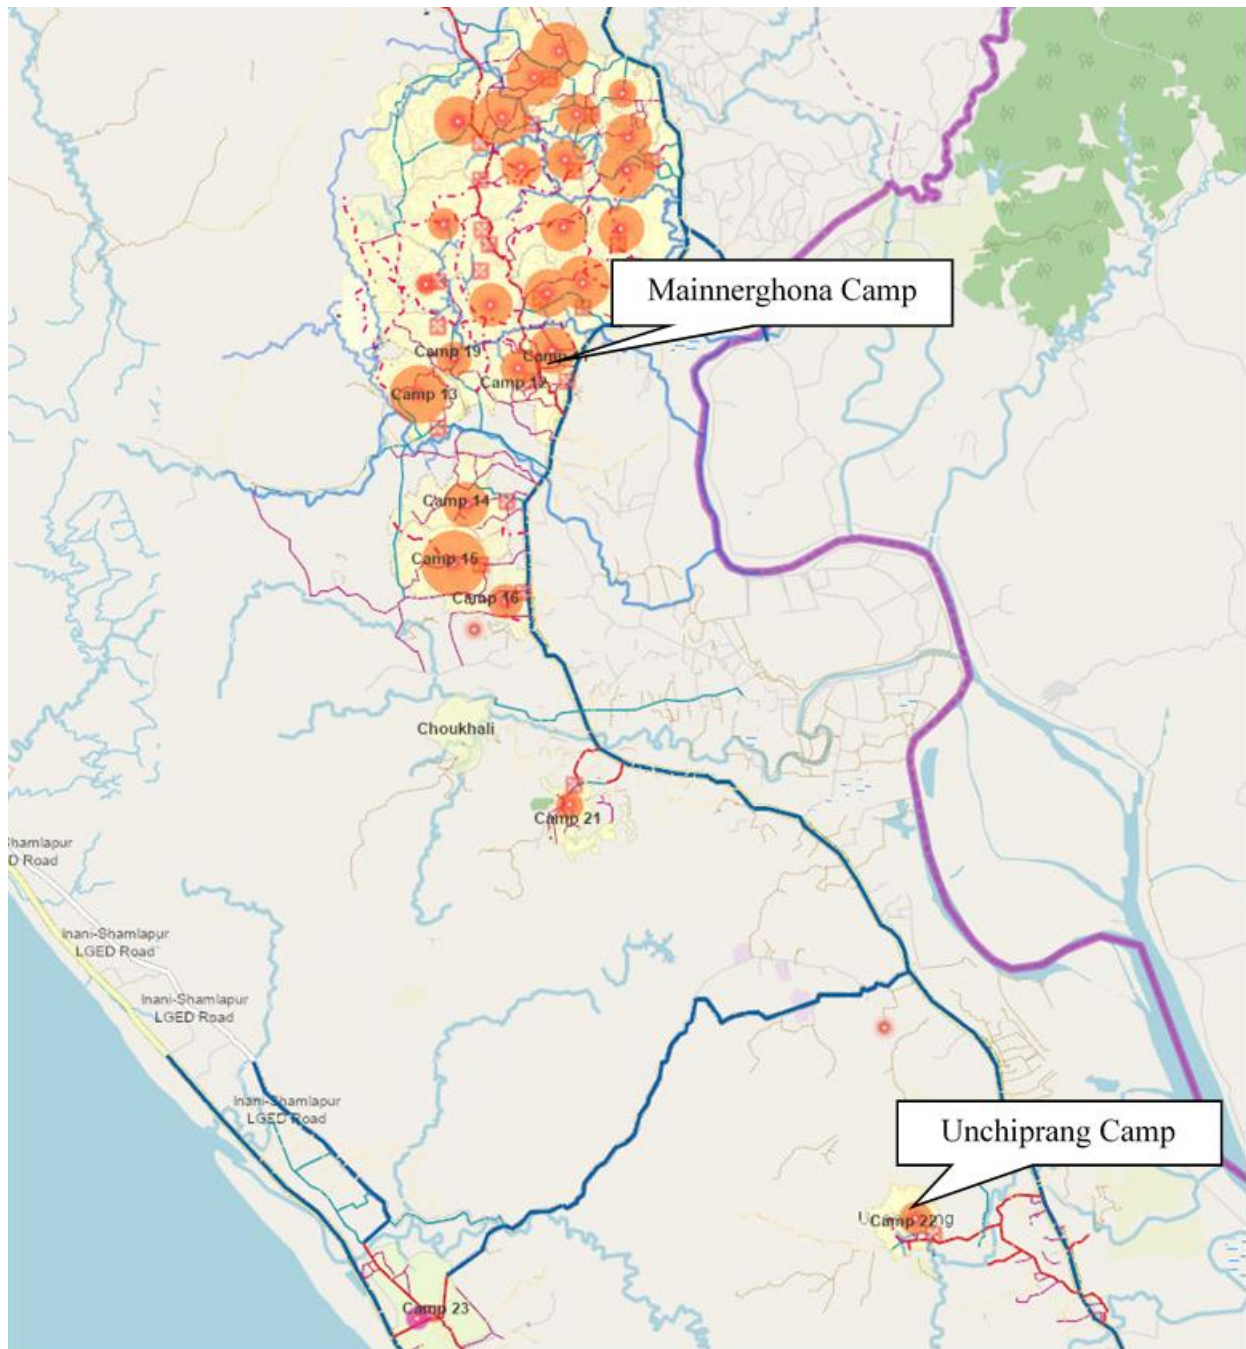 Mainnerghona Camp
Camp 19
Camp
Camp 12
Camp 13
Camp 14
Camp 15
Camp 16
Choukhali
Camp 21
Shamlapur
D Road
Inani-Shamlapur
LGED Road
Inani-Shamlapur
LGED Road
Inani-Shamlapur
LGED Road
Unchiprang Camp
Camp 22
Camp 23